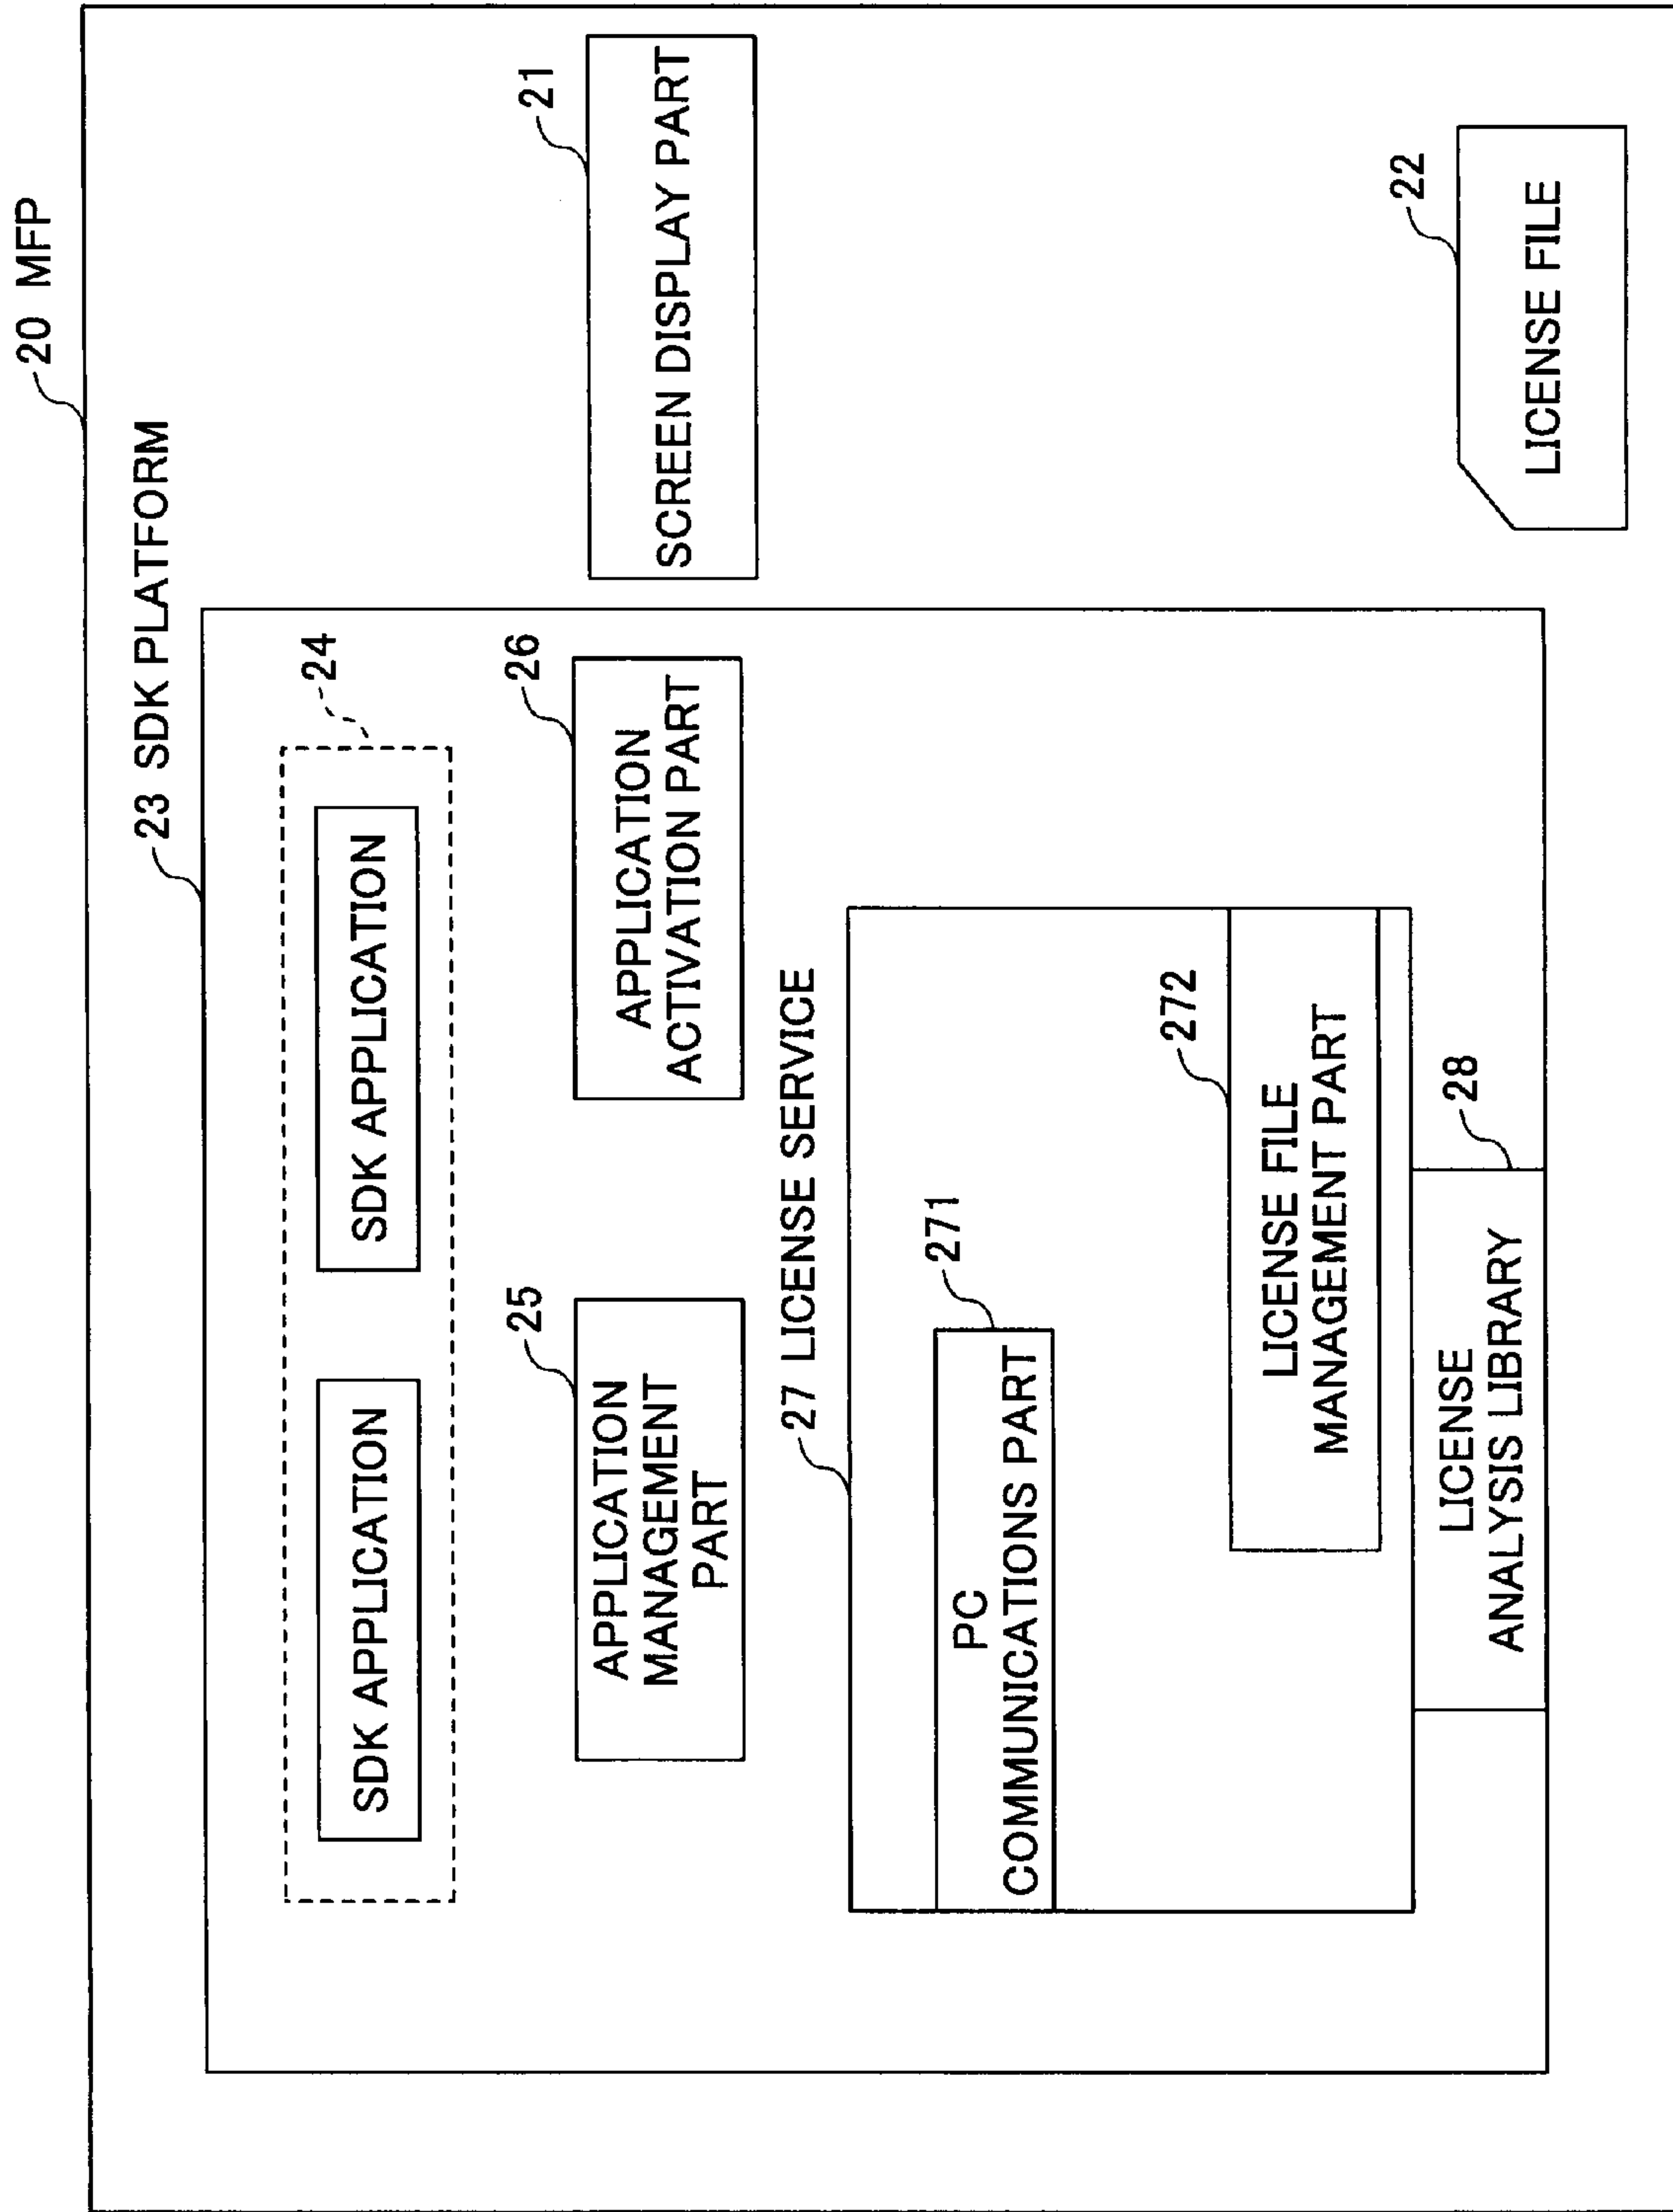 20 MFP
23 SDK PLATFORM
24
SDK APPLICATION
SDK APPLICATION
21
SCREEN DISPLAY PART
25
APPLICATION
MANAGEMENT
PART
26
APPLICATION
ACTIVATION PART
27 LICENSE SERVICE
271
PC
COMMUNICATIONS PART
272
LICENSE FILE
MANAGEMENT PART
28
LICENSE
ANALYSIS LIBRARY
22
LICENSE FILE